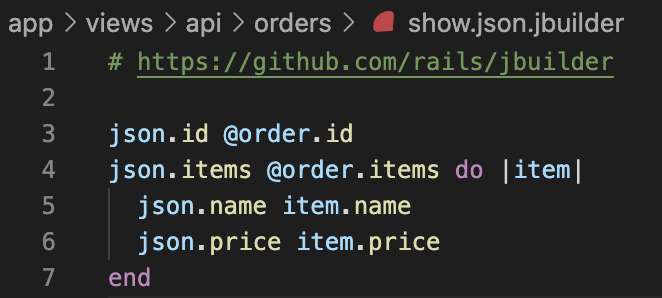 app > views > api > orders > show.json.jbuilder
1 # https://github.com/rails/jbuilder
2
3 json.id @order.id
4 json.items @order.items do |item|
5   json.name item.name
6   json.price item.price
7 end